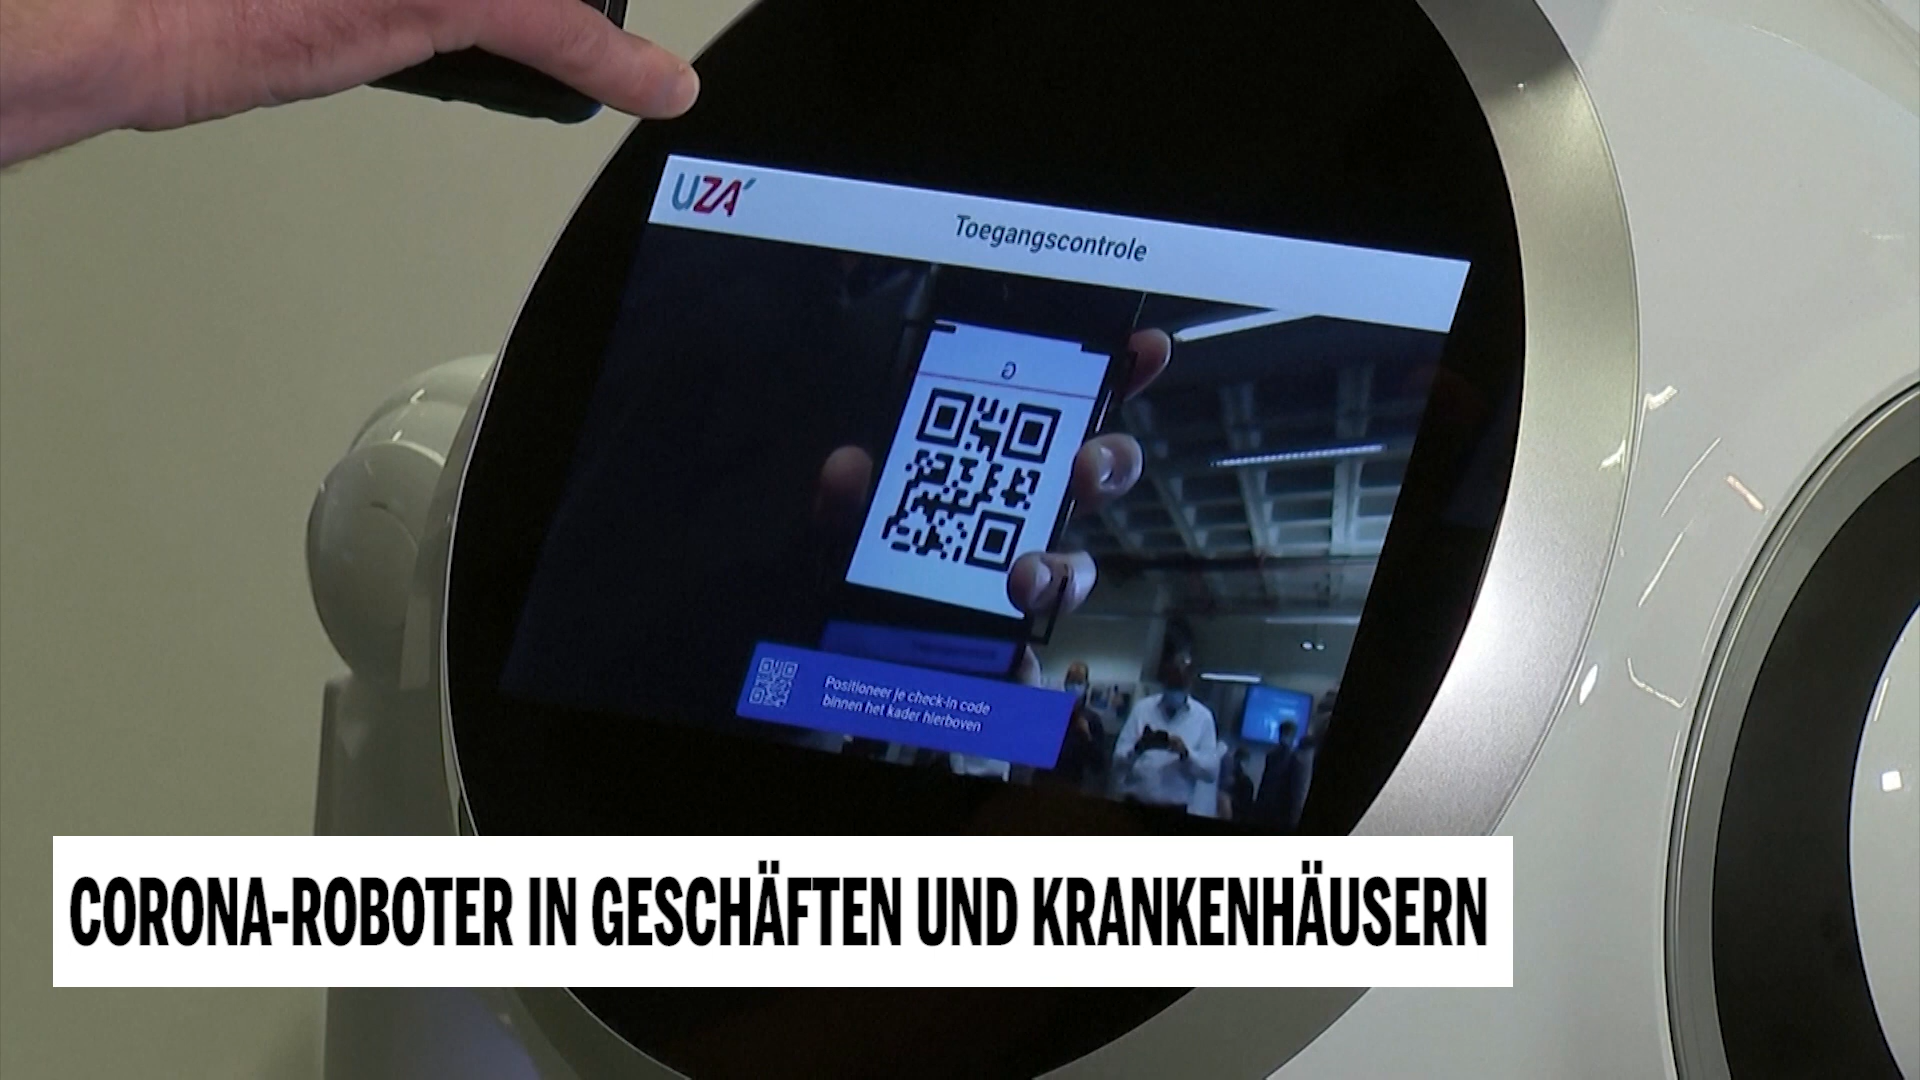 UZA'
Toegangscontrole
G
Positioneer je check-in code
binnen het kader hierboven
CORONA-ROBOTER IN GESCHÄFTEN UND KRANKENHÄUSERN